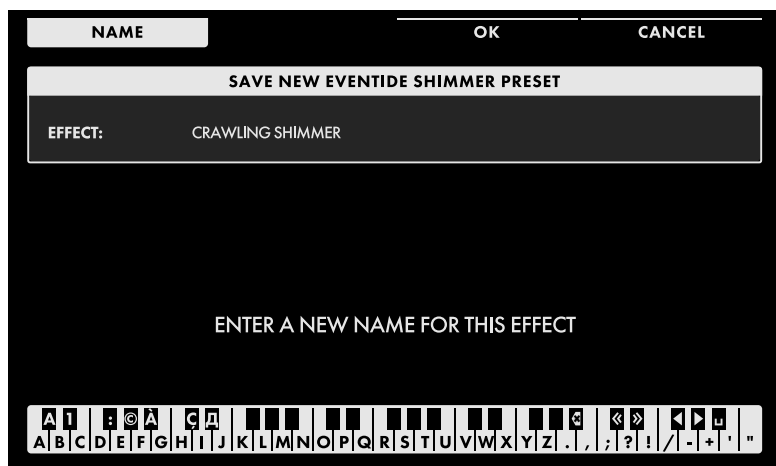 NAME OK CANCEL
SAVE NEW EVENTIDE SHIMMER PRESET
EFFECT: CRAWLING SHIMMER
ENTER A NEW NAME FOR THIS EFFECT
A 1 : © À Ç Д « »
A B C D E F G H I J K L M N O P Q R S T U V W X Y Z . , ; ? ! / - + ' "